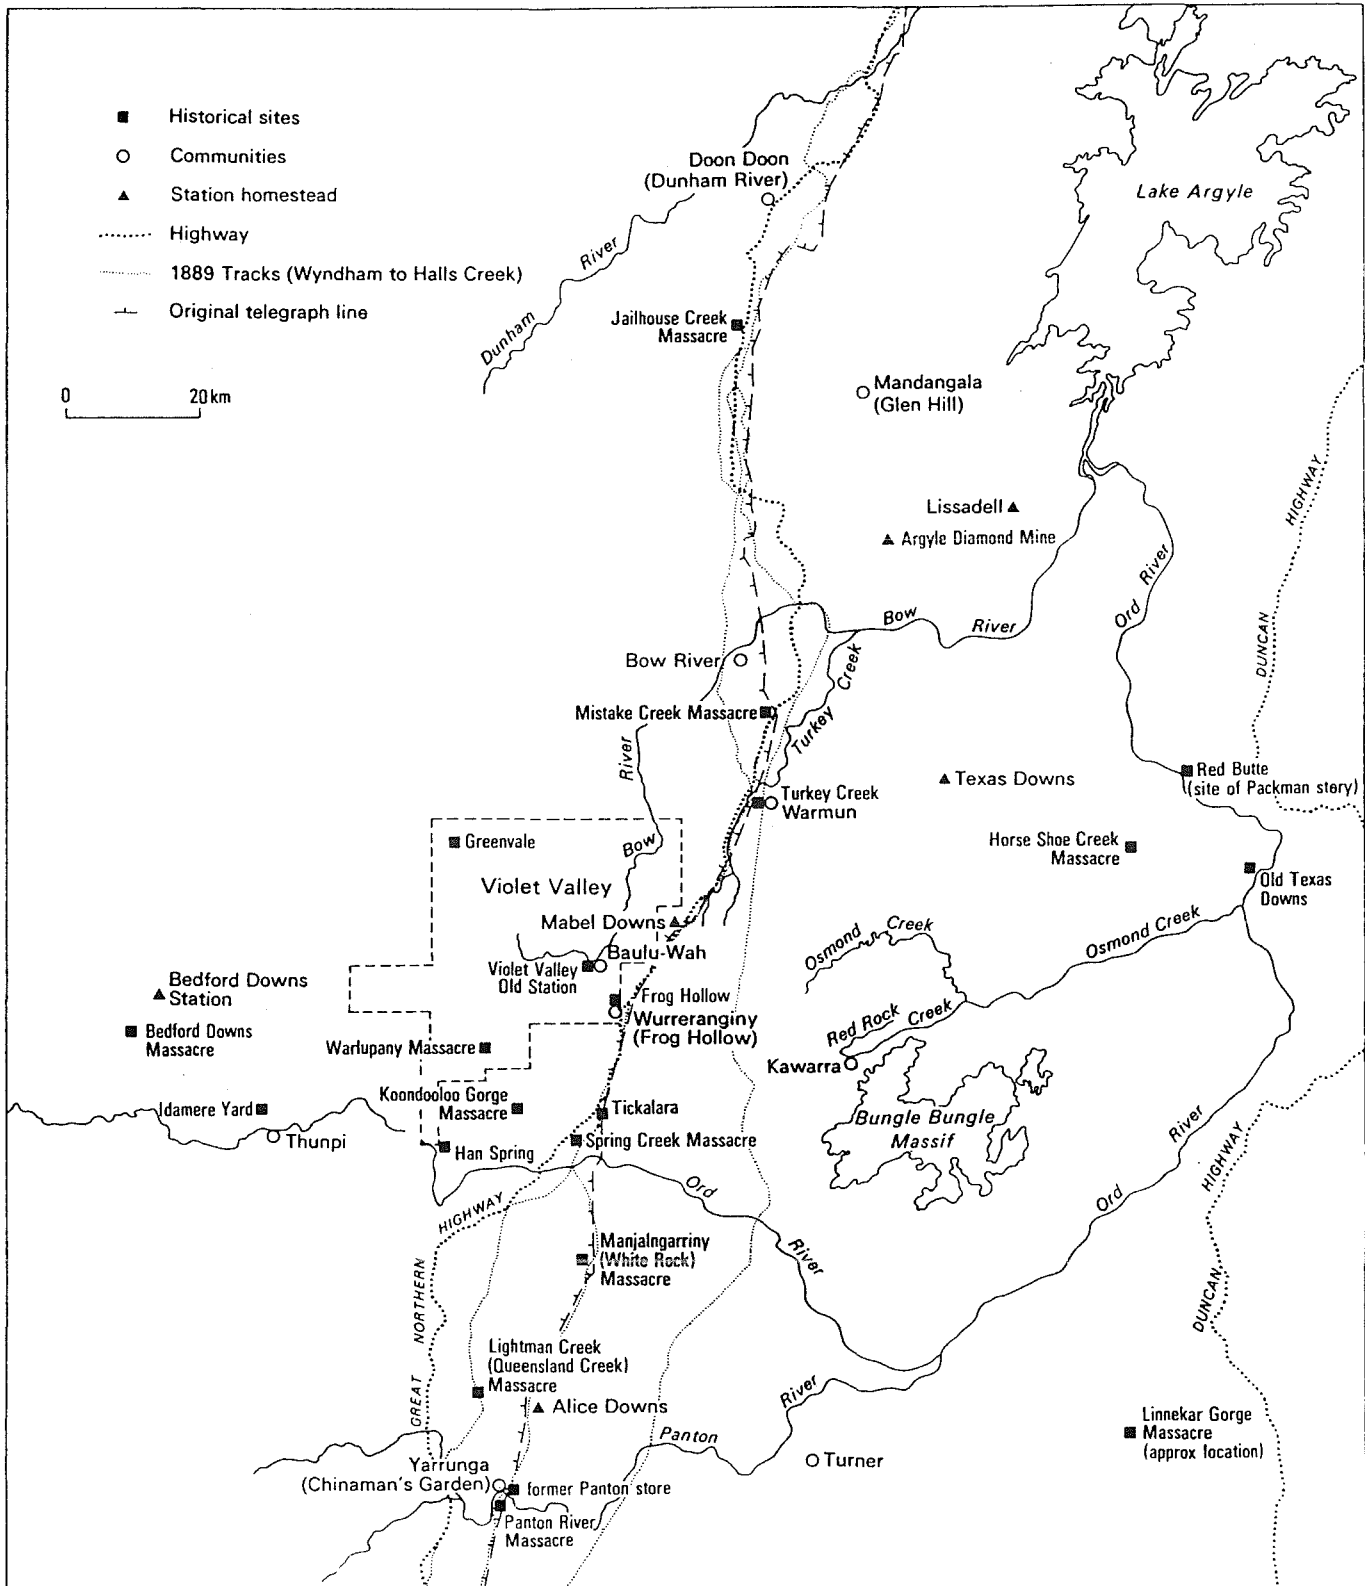 Historical sites
Communities
Station homestead
Highway
1889 Tracks (Wyndham to Halls Creek)
Original telegraph line
0 20 km
Doon Doon
(Dunham River)
Lake Argyle
River
Dunham
Jailhouse Creek
Massacre
Mandangala
(Glen Hill)
HIGHWAY
DUNCAN
Lissadell
Argyle Diamond Mine
River
Ord
Bow
River
Bow River
Creek
Turkey
Mistake Creek Massacre
River
Bow
Texas Downs
Red Butte
(site of Packman story)
Turkey Creek
Warmun
Greenvale
Horse Shoe Creek
Massacre
Old Texas
Downs
Violet Valley
Mabel Downs
Baulu-Wah
Violet Valley
Old Station
Osmond Creek
Osmond Creek
Bedford Downs
Station
Frog Hollow
Wurreranginy
(Frog Hollow)
Red Rock
Creek
Bedford Downs
Massacre
Warlupany Massacre
Kawarra
Koondooloo Gorge
Massacre
Idamere Yard
Tickalara
Bungle Bungle
Massif
Thunpi
Han Spring
Spring Creek Massacre
River
Ord
HIGHWAY
DUNCAN
Ord
River
HIGHWAY
NORTHERN
GREAT
Manjalngarriny
(White Rock)
Massacre
Lightman Creek
(Queensland Creek)
Massacre
Alice Downs
River
Panton
Linnekar Gorge
Massacre
(approx location)
Turner
Yarrunga
(Chinaman's Garden)
former Panton store
Panton River
Massacre